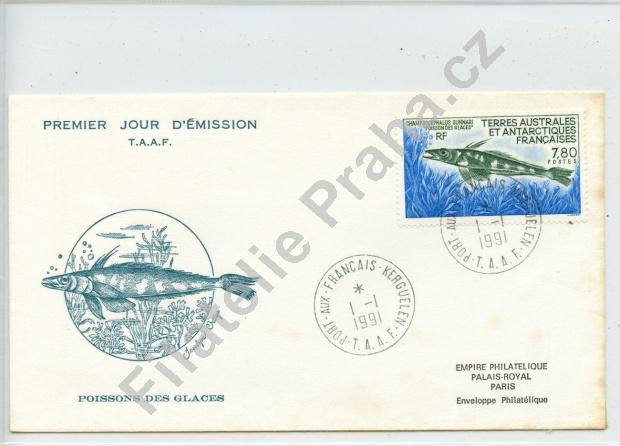 PREMIER JOUR D'ÉMISSION
T.A.A.F.
CHAMPSOCEPHALUS GUNNARI
"POISSON DES GLACES"
RF
TERRES AUSTRALES
ET ANTARCTIQUES
FRANÇAISES
7,80
POSTES
PORT-AUX-FRANCAIS-KERGUELEN
1-1
1991
T.A.A.F.
PORT-AUX-FRANCAIS-KERGUELEN
*
1-1
1991
T.A.A.F.
POISSONS DES GLACES
EMPIRE PHILATELIQUE
PALAIS-ROYAL
PARIS
Enveloppe Philatélique
Filatelie Praba.cz